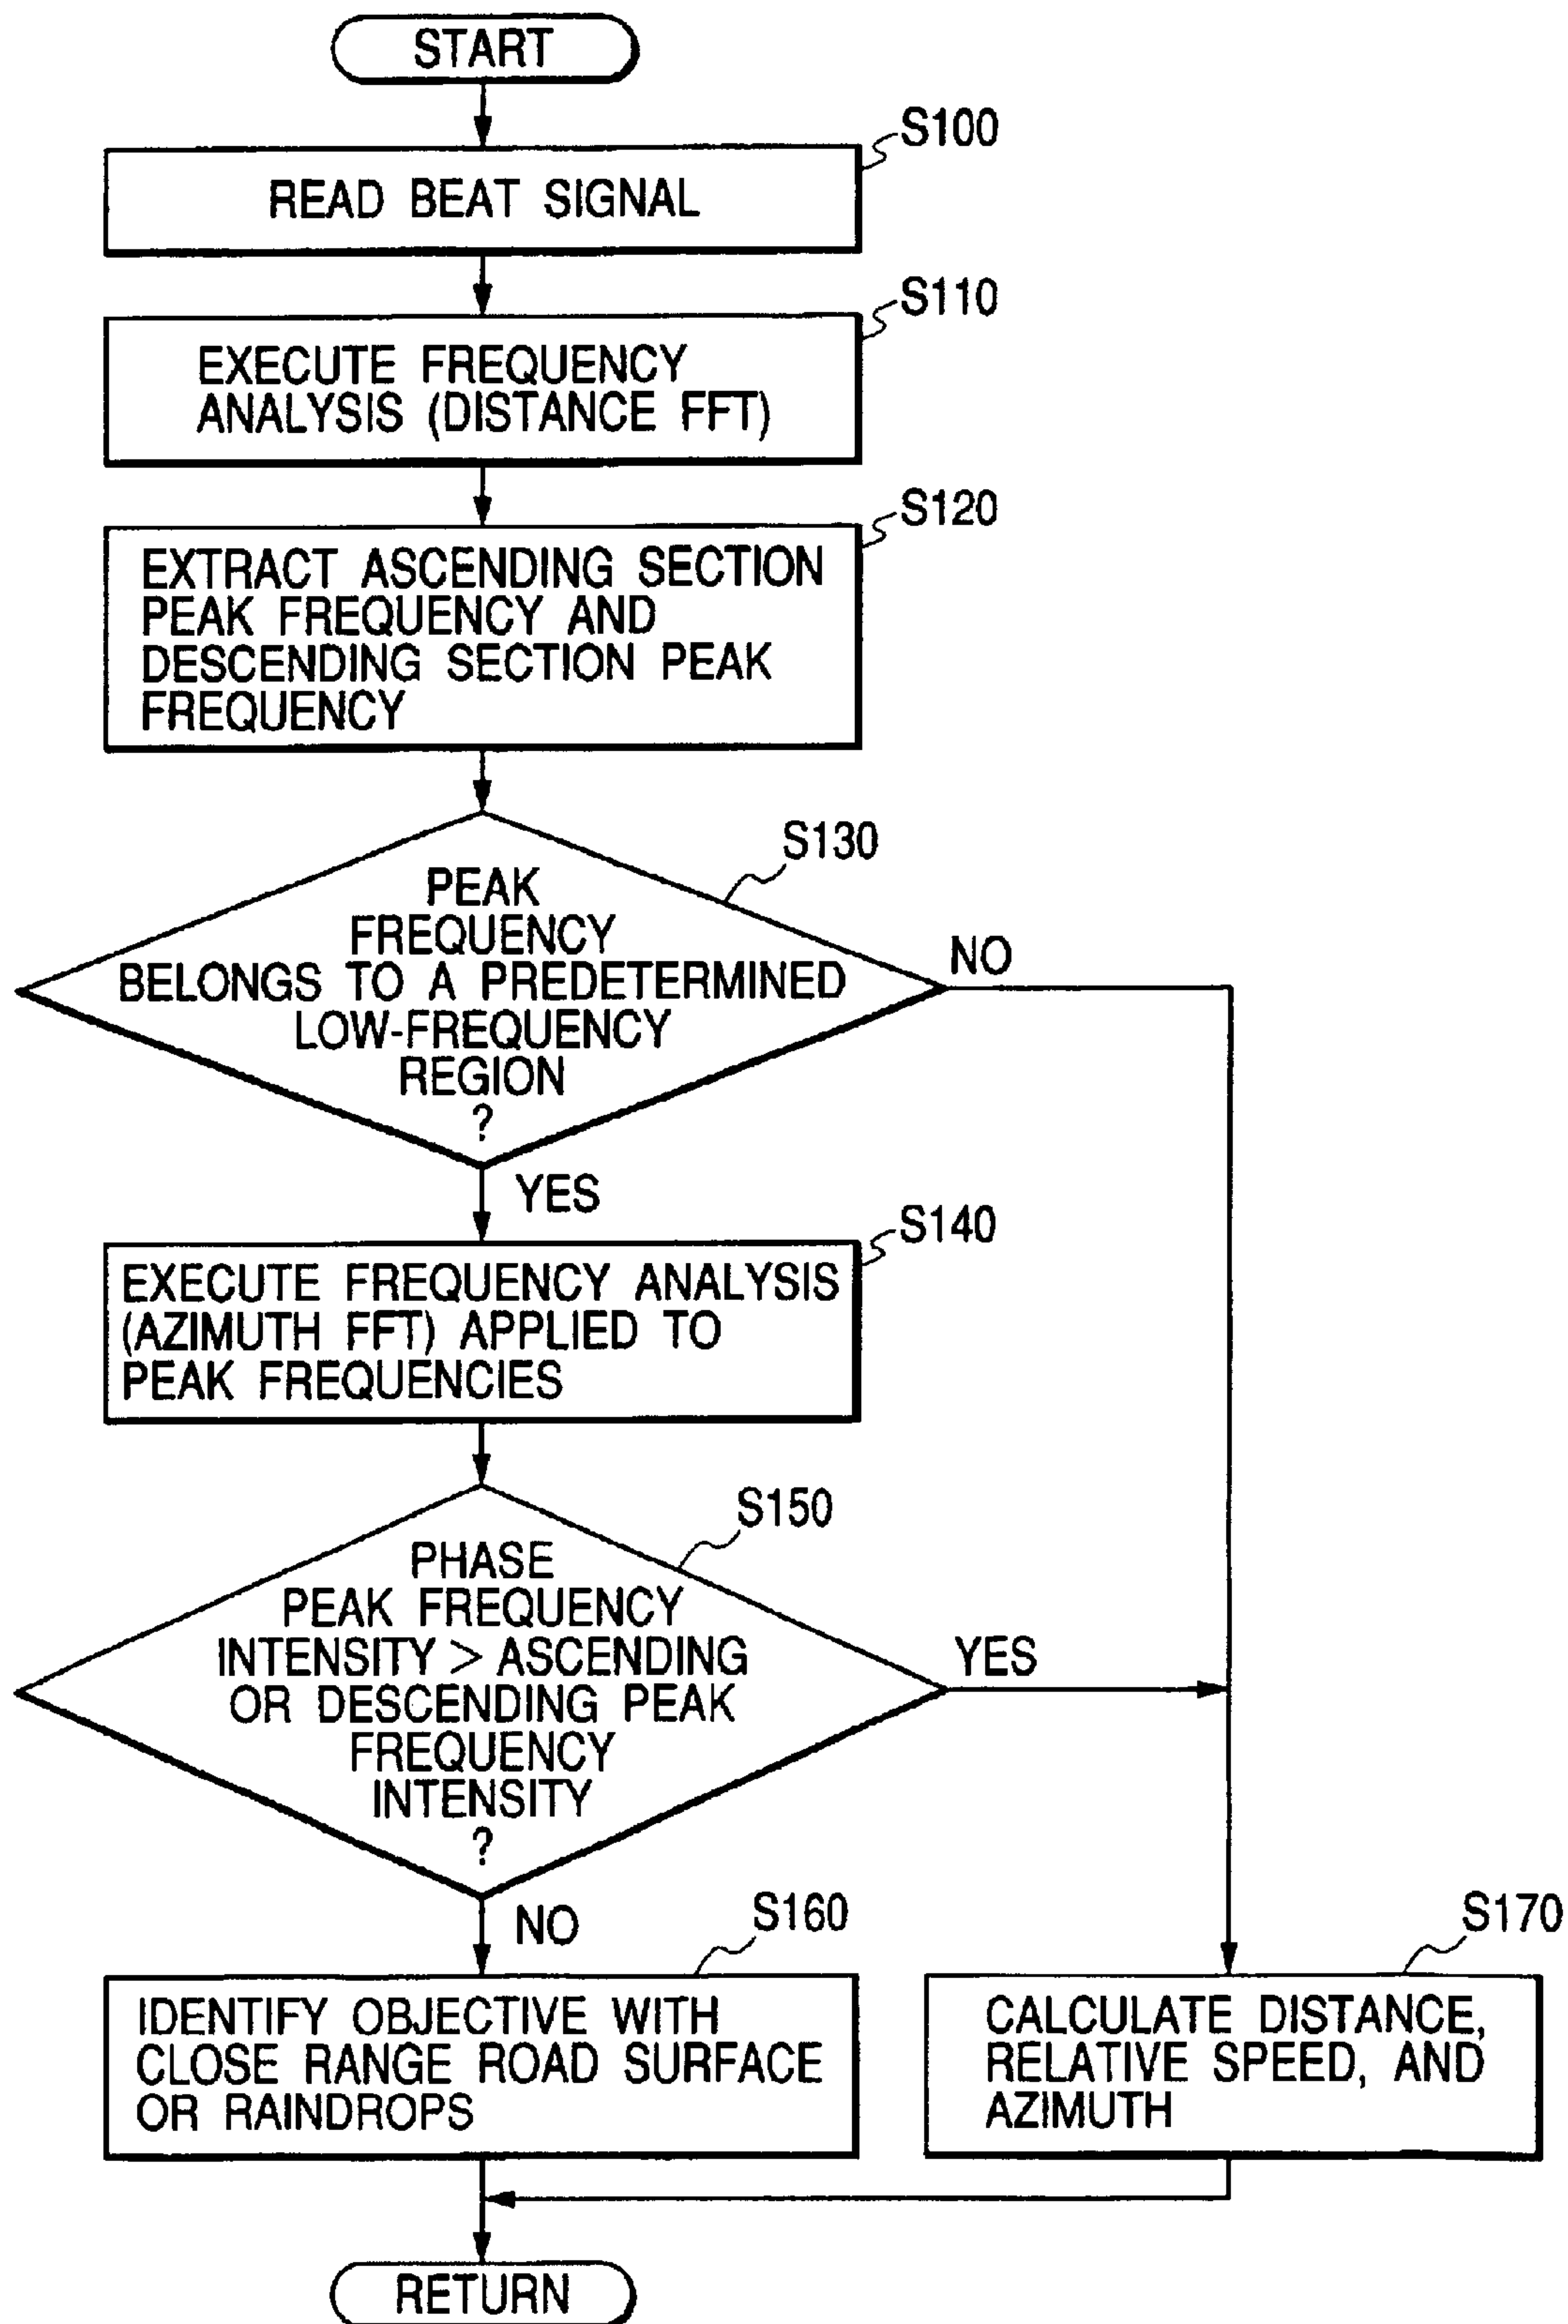 START
S100
READ BEAT SIGNAL
S110
EXECUTE FREQUENCY
ANALYSIS (DISTANCE FFT)
S120
EXTRACT ASCENDING SECTION
PEAK FREQUENCY AND
DESCENDING SECTION PEAK
FREQUENCY
S130
PEAK
FREQUENCY
BELONGS TO A PREDETERMINED
LOW-FREQUENCY
REGION
?
NO
YES
S140
EXECUTE FREQUENCY ANALYSIS
(AZIMUTH FFT) APPLIED TO
PEAK FREQUENCIES
S150
PHASE
PEAK FREQUENCY
INTENSITY > ASCENDING
OR DESCENDING PEAK
FREQUENCY
INTENSITY
?
YES
NO
S160
IDENTIFY OBJECTIVE WITH
CLOSE RANGE ROAD SURFACE
OR RAINDROPS
S170
CALCULATE DISTANCE,
RELATIVE SPEED, AND
AZIMUTH
RETURN